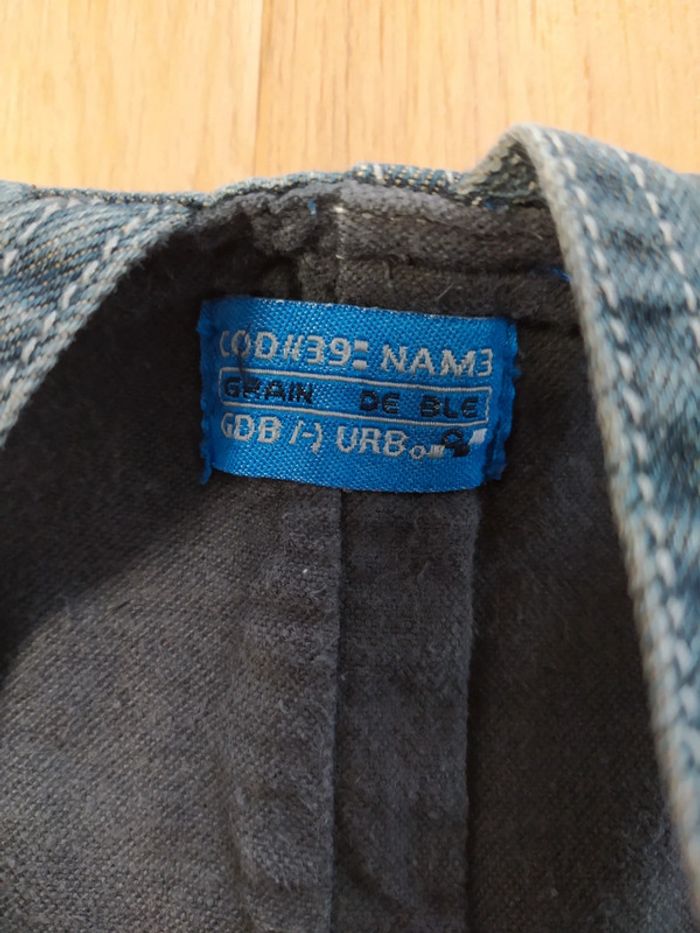 COD#39: NAM3
GRAIN DE BLE
GDB /-) URB